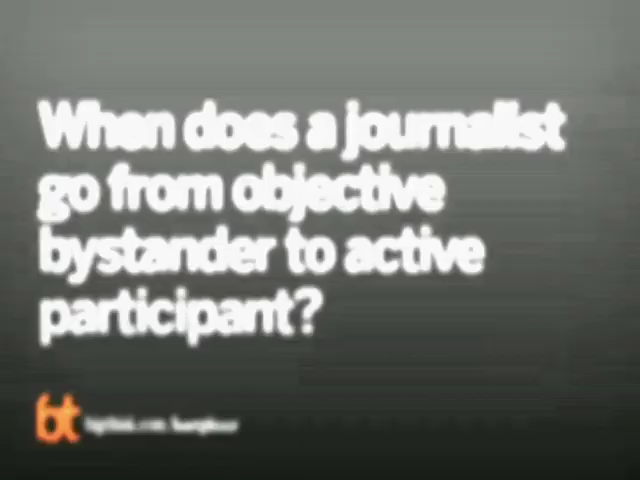 When does a journalist
go from objective
bystander to active
participant?
bt